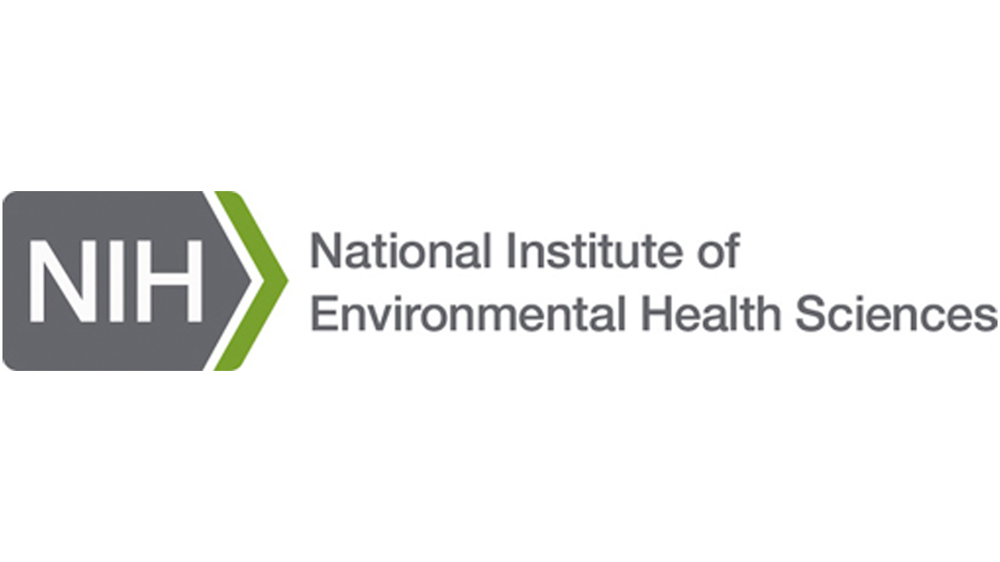 NIH
National Institute of
Environmental Health Sciences